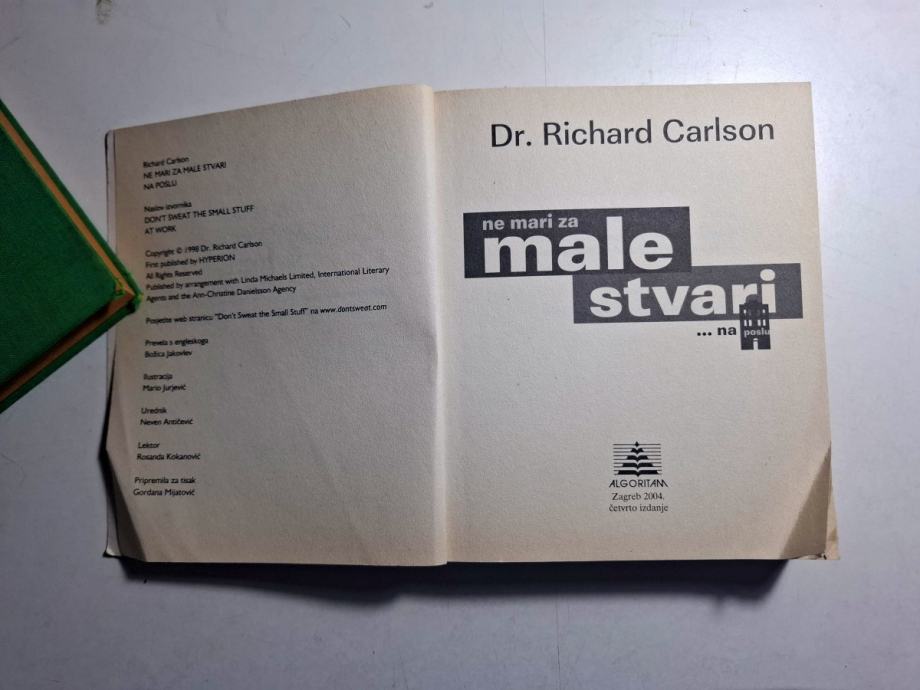 Richard Carlson
NE MARI ZA MALE STVARI
NA POSLU
Naslov izvornika
DON'T SWEAT THE SMALL STUFF
AT WORK
Copyright © 1998 Dr. Richard Carlson
First published by HYPERION
All Rights Reserved
Published by arrangement with Linda Michaels Limited, International Literary
Agents and the Ann-Christine Danielsson Agency
Posjetite web stranicu "Don't Sweat the Small Stuff" na www.dontsweat.com
Prevela s engleskoga
Božica Jakovlev
Ilustracija
Mario Jurjević
Urednik
Neven Antičević
Lektor
Rosanda Kokanović
Pripremila za tisak
Gordana Mijatović
Dr. Richard Carlson
ne mari za
male
stvari
... na poslu
ALGORITAM
Zagreb 2004.
četvrto izdanje